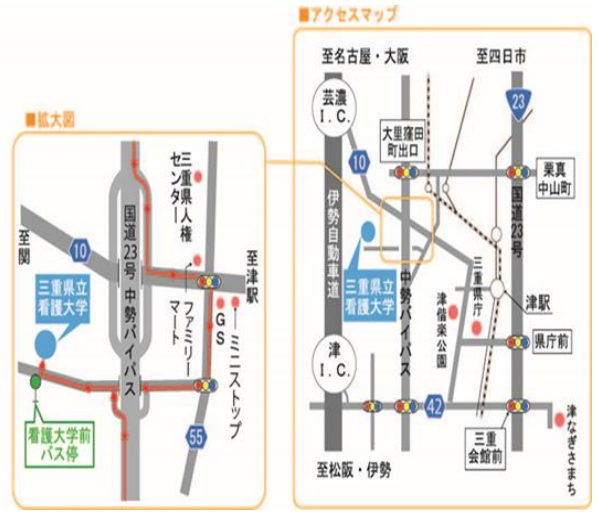 ■アクセスマップ
至名古屋・大阪
至四日市
芸濃
I.C.
10
大里窪田
町出口
23
栗真
中山町
伊勢自動車道
国道23号
三重県立
看護大学
中勢バイパス
三重県庁
津偕楽公園
津駅
県庁前
津
I.C.
42
三重
会館前
津なぎさまち
至松阪・伊勢
■拡大図
三重県人権
センター
国道23号 中勢バイパス
至関
10
至津駅
三重県立
看護大学
ファミリー
マート
GS
ミニストップ
看護大学前
バス停
55